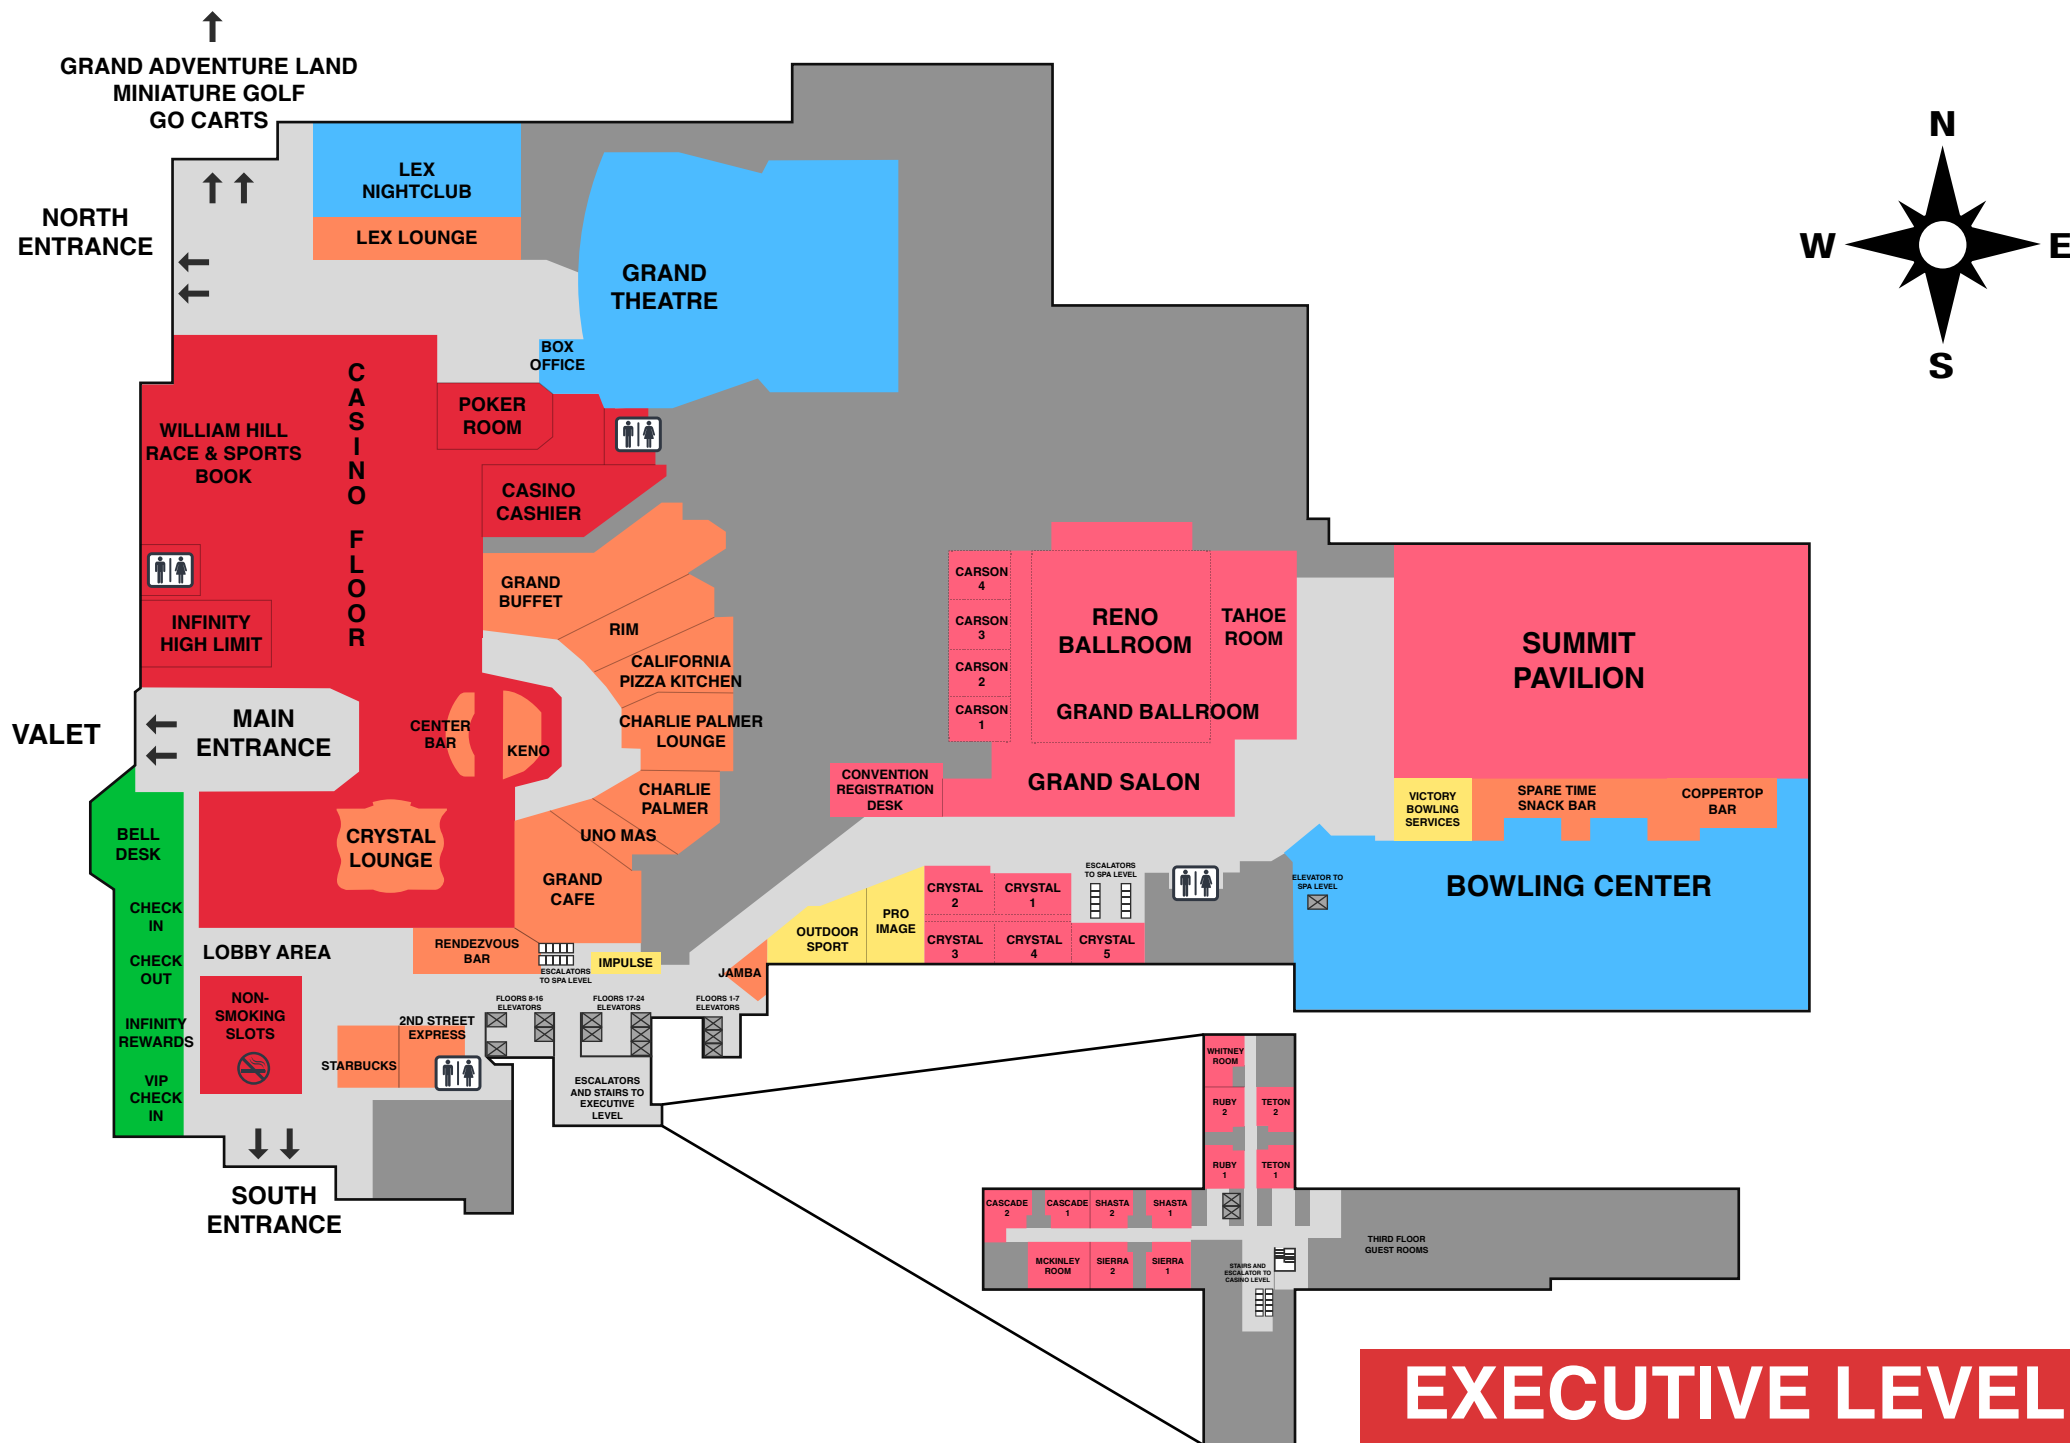 GRAND ADVENTURE LAND
MINIATURE GOLF
GO CARTS
N
W
E
S
NORTH
ENTRANCE
LEX
NIGHTCLUB
LEX LOUNGE
GRAND
THEATRE
BOX
OFFICE
CASINO FLOOR
POKER
ROOM
WILLIAM HILL
RACE & SPORTS
BOOK
CASINO
CASHIER
INFINITY
HIGH LIMIT
GRAND
BUFFET
RIM
CALIFORNIA
PIZZA KITCHEN
CHARLIE PALMER
LOUNGE
CHARLIE
PALMER
UNO MAS
GRAND
CAFE
CENTER
BAR
KENO
VALET
MAIN
ENTRANCE
CRYSTAL
LOUNGE
BELL
DESK
CHECK
IN
CHECK
OUT
INFINITY
REWARDS
VIP
CHECK
IN
LOBBY AREA
NON-
SMOKING
SLOTS
STARBUCKS
2ND STREET
EXPRESS
RENDEZVOUS
BAR
ESCALATORS
TO SPA LEVEL
IMPULSE
JAMBA
FLOORS 8-16
ELEVATORS
FLOORS 17-24
ELEVATORS
FLOORS 1-7
ELEVATORS
ESCALATORS
AND STAIRS TO
EXECUTIVE
LEVEL
SOUTH
ENTRANCE
CARSON
4
CARSON
3
CARSON
2
CARSON
1
RENO
BALLROOM
TAHOE
ROOM
GRAND BALLROOM
GRAND SALON
CONVENTION
REGISTRATION
DESK
SUMMIT
PAVILION
VICTORY
BOWLING
SERVICES
SPARE TIME
SNACK BAR
COPPERTOP
BAR
BOWLING CENTER
ELEVATOR TO
SPA LEVEL
OUTDOOR
SPORT
PRO
IMAGE
CRYSTAL
2
CRYSTAL
1
CRYSTAL
3
CRYSTAL
4
CRYSTAL
5
ESCALATORS
TO SPA LEVEL
WHITNEY
ROOM
RUBY
2
TETON
2
RUBY
1
TETON
1
CASCADE
2
CASCADE
1
SHASTA
2
SHASTA
1
MCKINLEY
ROOM
SIERRA
2
SIERRA
1
STAIRS AND
ESCALATOR TO
CASINO LEVEL
THIRD FLOOR
GUEST ROOMS
EXECUTIVE LEVEL